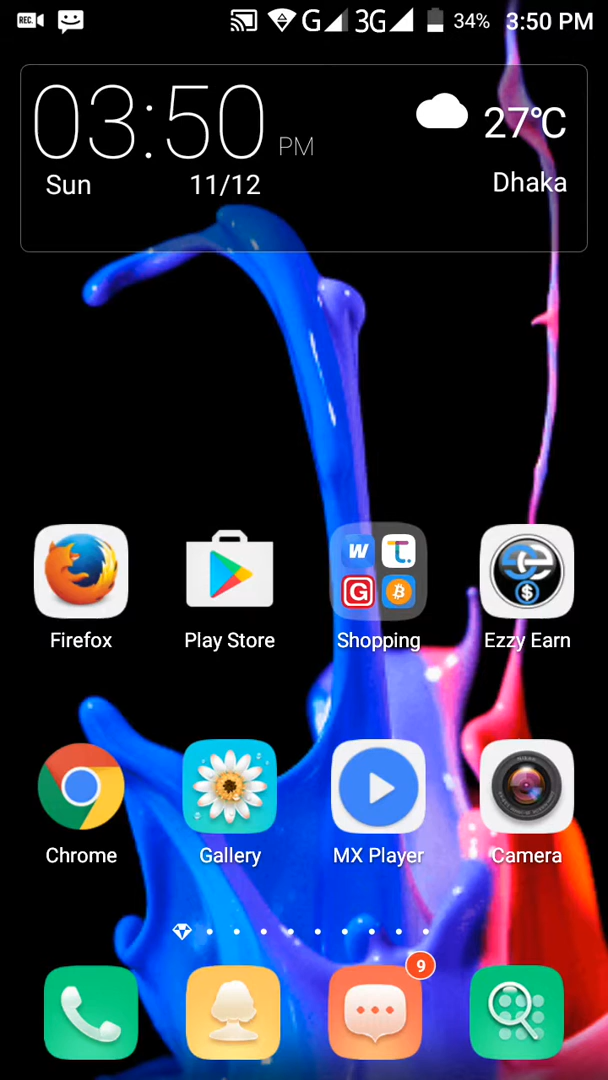 REC. G 3G 34% 3:50 PM
03:50 PM
27°C
Sun 11/12
Dhaka
W T. G
Firefox Play Store Shopping Ezzy Earn
Chrome Gallery MX Player Camera
9